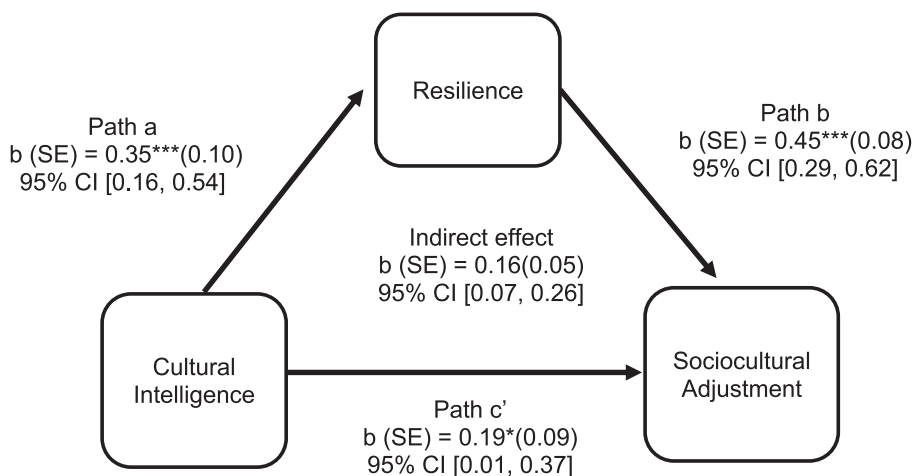 Resilience
Path a
b (SE) = 0.35***(0.10)
95% CI [0.16, 0.54]
Path b
b (SE) = 0.45***(0.08)
95% CI [0.29, 0.62]
Indirect effect
b (SE) = 0.16(0.05)
95% CI [0.07, 0.26]
Cultural
Intelligence
Sociocultural
Adjustment
Path c’
b (SE) = 0.19*(0.09)
95% CI [0.01, 0.37]